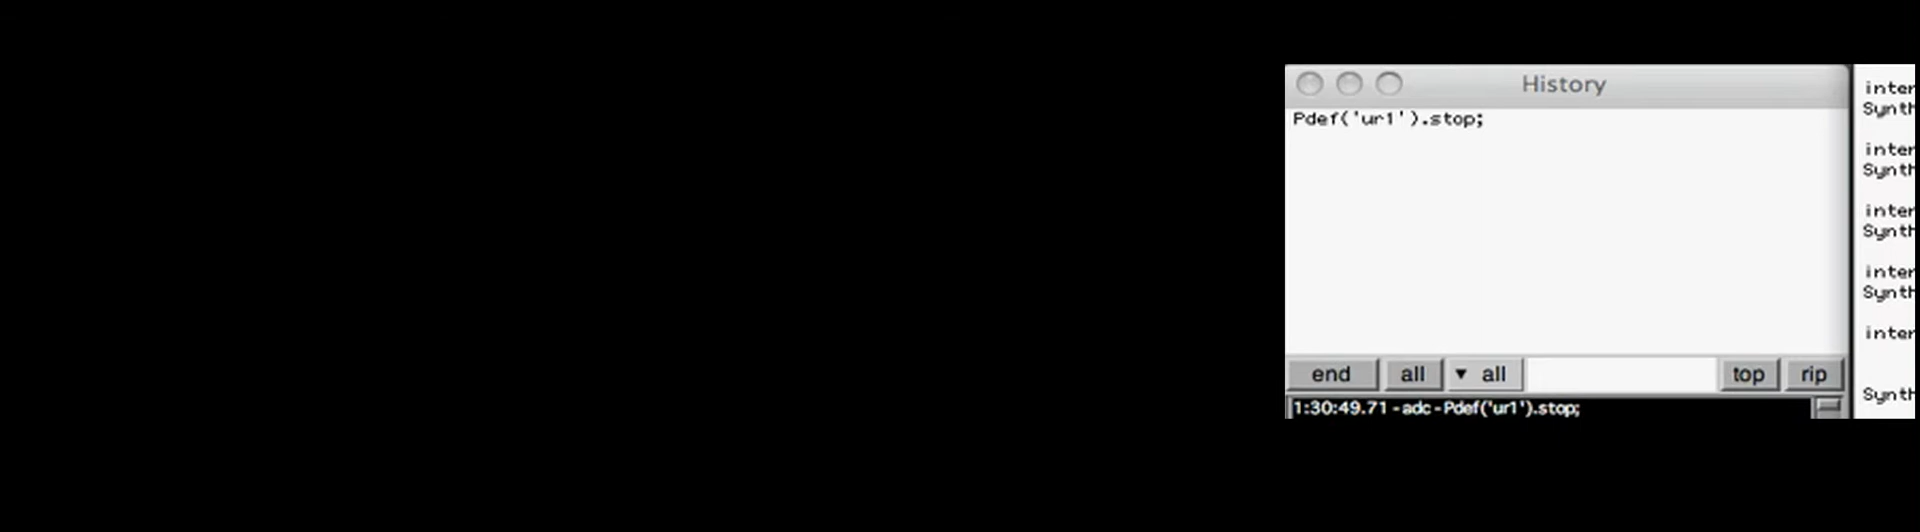 History
Pdef('ur1').stop;
end all ▼ all top rip
1:30:49.71 - adc - Pdef('ur1').stop;
inter
Synth
inter
Synth
inter
Synth
inter
Synth
inter
Synth